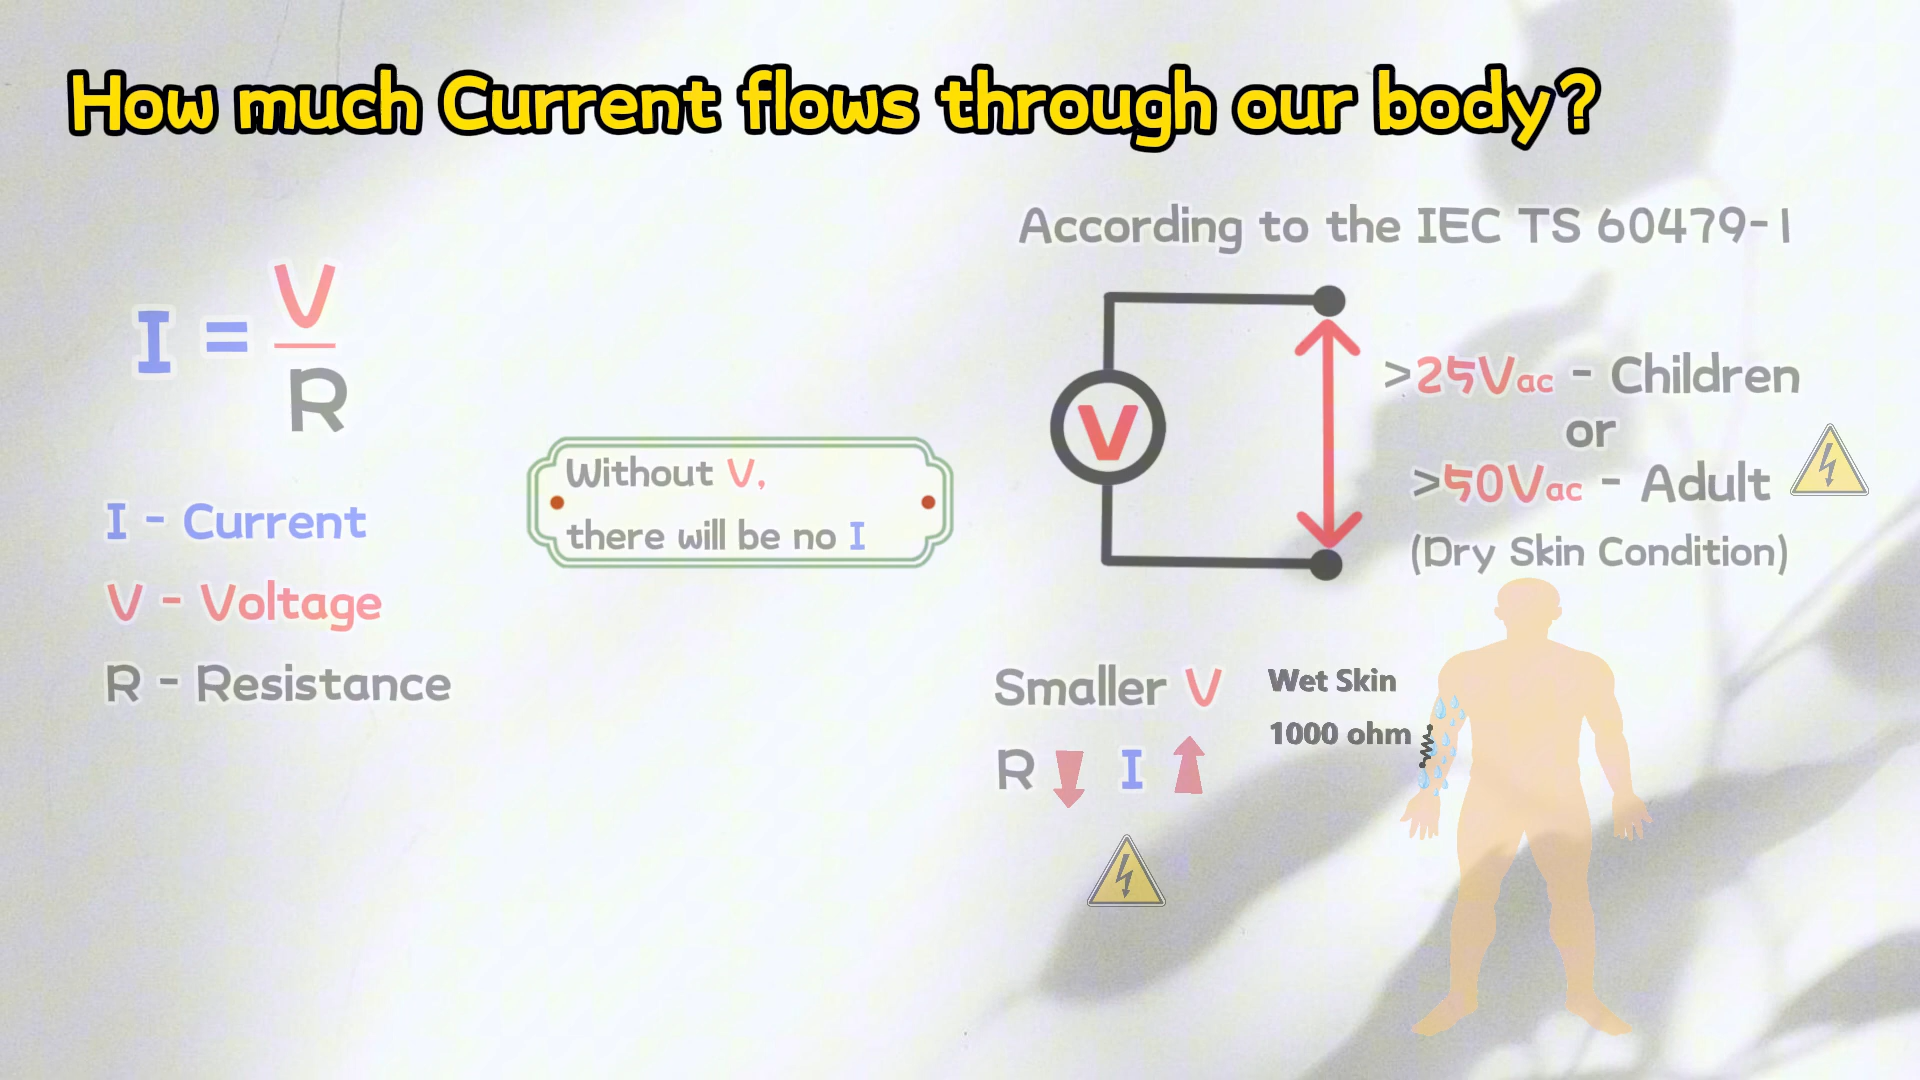 How much Current flows through our body?
I = V
R
I - Current
V - Voltage
R - Resistance
Without V,
there will be no I
According to the IEC TS 60479-1
V
>25Vac - Children
or
>50Vac - Adult
(Dry Skin Condition)
Smaller V
R I
Wet Skin
1000 ohm